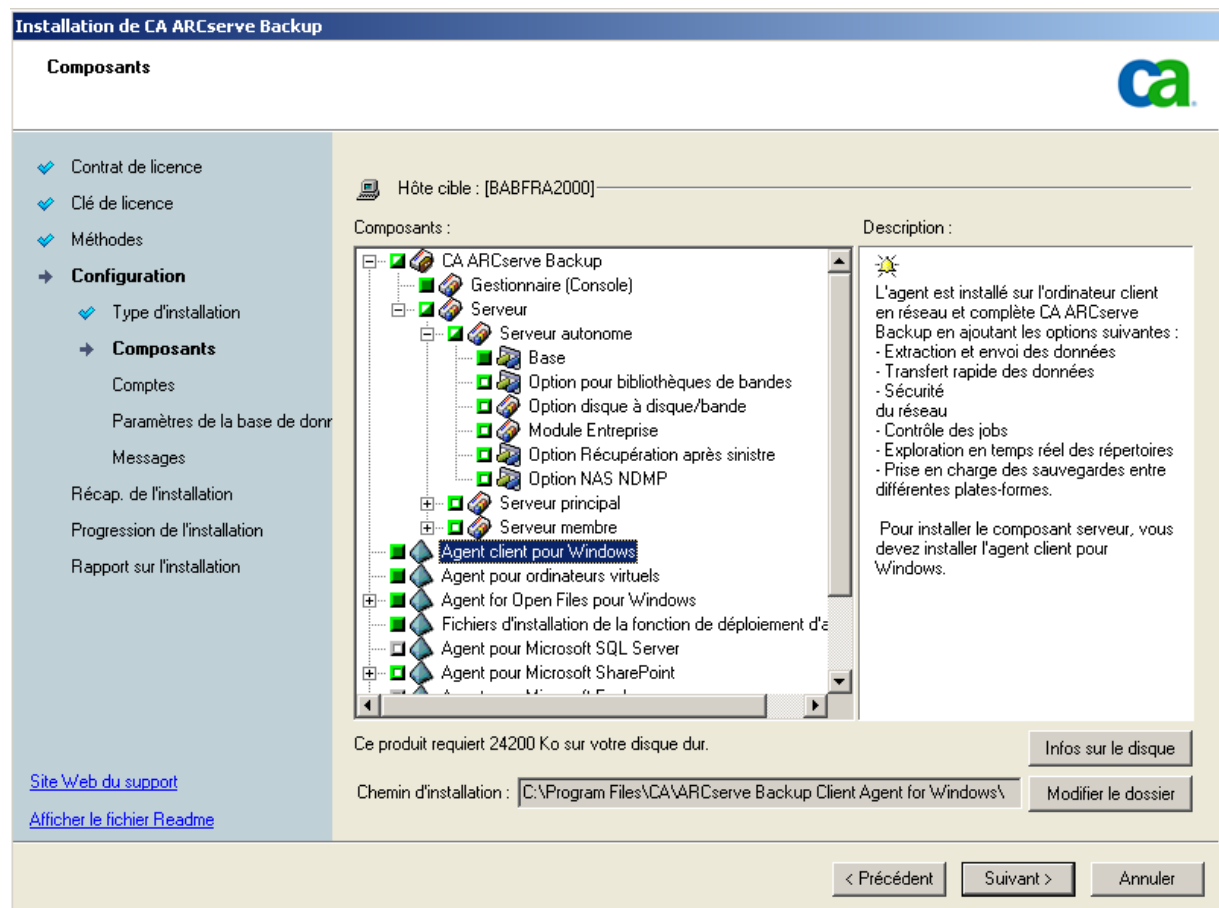 Installation de CA ARCserve Backup
Composants
ca
Contrat de licence
Clé de licence
Méthodes
Configuration
Type d'installation
Composants
Comptes
Paramètres de la base de donr
Messages
Récap. de l'installation
Progression de l'installation
Rapport sur l'installation
Site Web du support
Afficher le fichier Readme
Hôte cible : [BABFRA2000]
Composants :
CA ARCserve Backup
Gestionnaire (Console)
Serveur
Serveur autonome
Base
Option pour bibliothèques de bandes
Option disque à disque/bande
Module Entreprise
Option Récupération après sinistre
Option NAS NDMP
Serveur principal
Serveur membre
Agent client pour Windows
Agent pour ordinateurs virtuels
Agent for Open Files pour Windows
Fichiers d'installation de la fonction de déploiement d'a
Agent pour Microsoft SQL Server
Agent pour Microsoft SharePoint
Description :
L'agent est installé sur l'ordinateur client
en réseau et complète CA ARCserve
Backup en ajoutant les options suivantes :
- Extraction et envoi des données
- Transfert rapide des données
- Sécurité
du réseau
- Contrôle des jobs
- Exploration en temps réel des répertoires
- Prise en charge des sauvegardes entre
différentes plates-formes.
Pour installer le composant serveur, vous
devez installer l'agent client pour
Windows.
Ce produit requiert 24200 Ko sur votre disque dur.
Infos sur le disque
Chemin d'installation : C:\Program Files\CA\ARCserve Backup Client Agent for Windows\
Modifier le dossier
< Précédent
Suivant >
Annuler